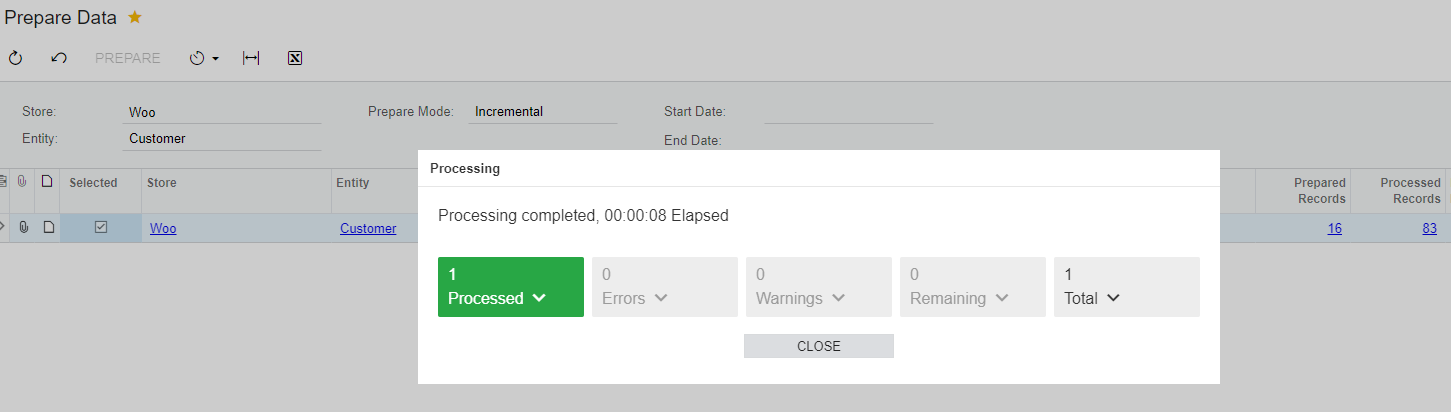 Prepare Data
PREPARE
Store: Woo Prepare Mode: Incremental Start Date:
Entity: Customer End Date:
Processing
Selected Store Entity Prepared Records Processed Records
Woo Customer 16 83
Processing completed, 00:00:08 Elapsed
1 0 0 0 1
Processed Errors Warnings Remaining Total
CLOSE